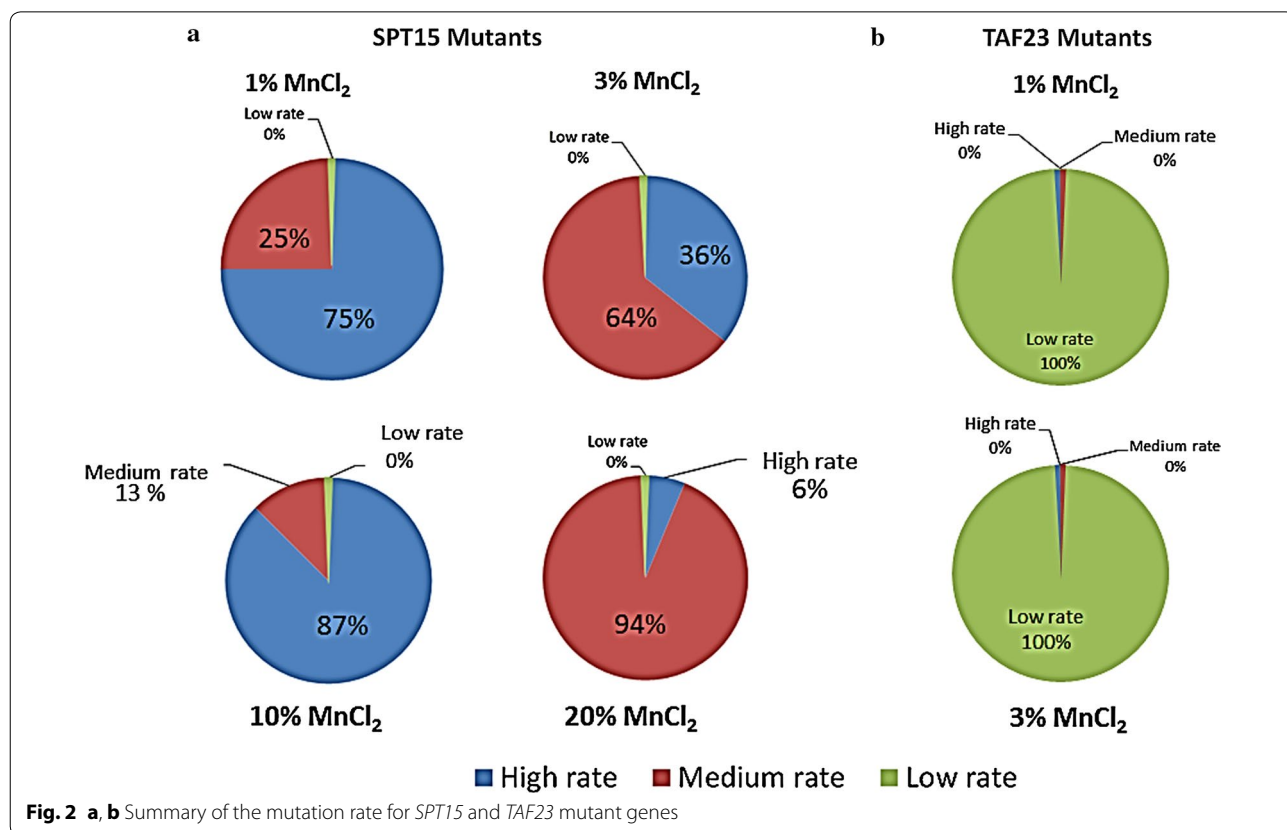 a
SPT15 Mutants
1% MnCl₂
Low rate
0%
25%
75%
3% MnCl₂
Low rate
0%
36%
64%
Medium rate
13 %
Low rate
0%
87%
10% MnCl₂
Low rate
0%
High rate
6%
94%
20% MnCl₂
b
TAF23 Mutants
1% MnCl₂
High rate
0%
Medium rate
0%
Low rate
100%
High rate
0%
Medium rate
0%
Low rate
100%
3% MnCl₂
High rate Medium rate Low rate
Fig. 2 a, b Summary of the mutation rate for SPT15 and TAF23 mutant genes